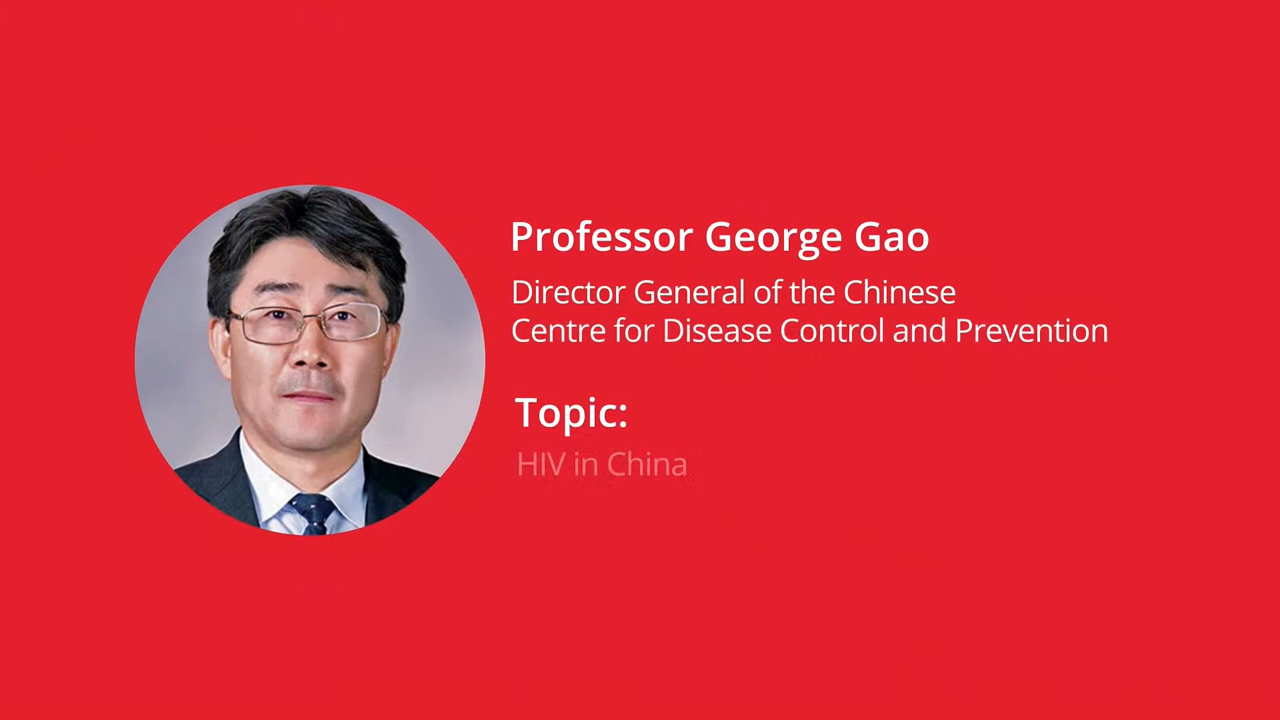 Professor George Gao
Director General of the Chinese
Centre for Disease Control and Prevention
Topic:
HIV in China